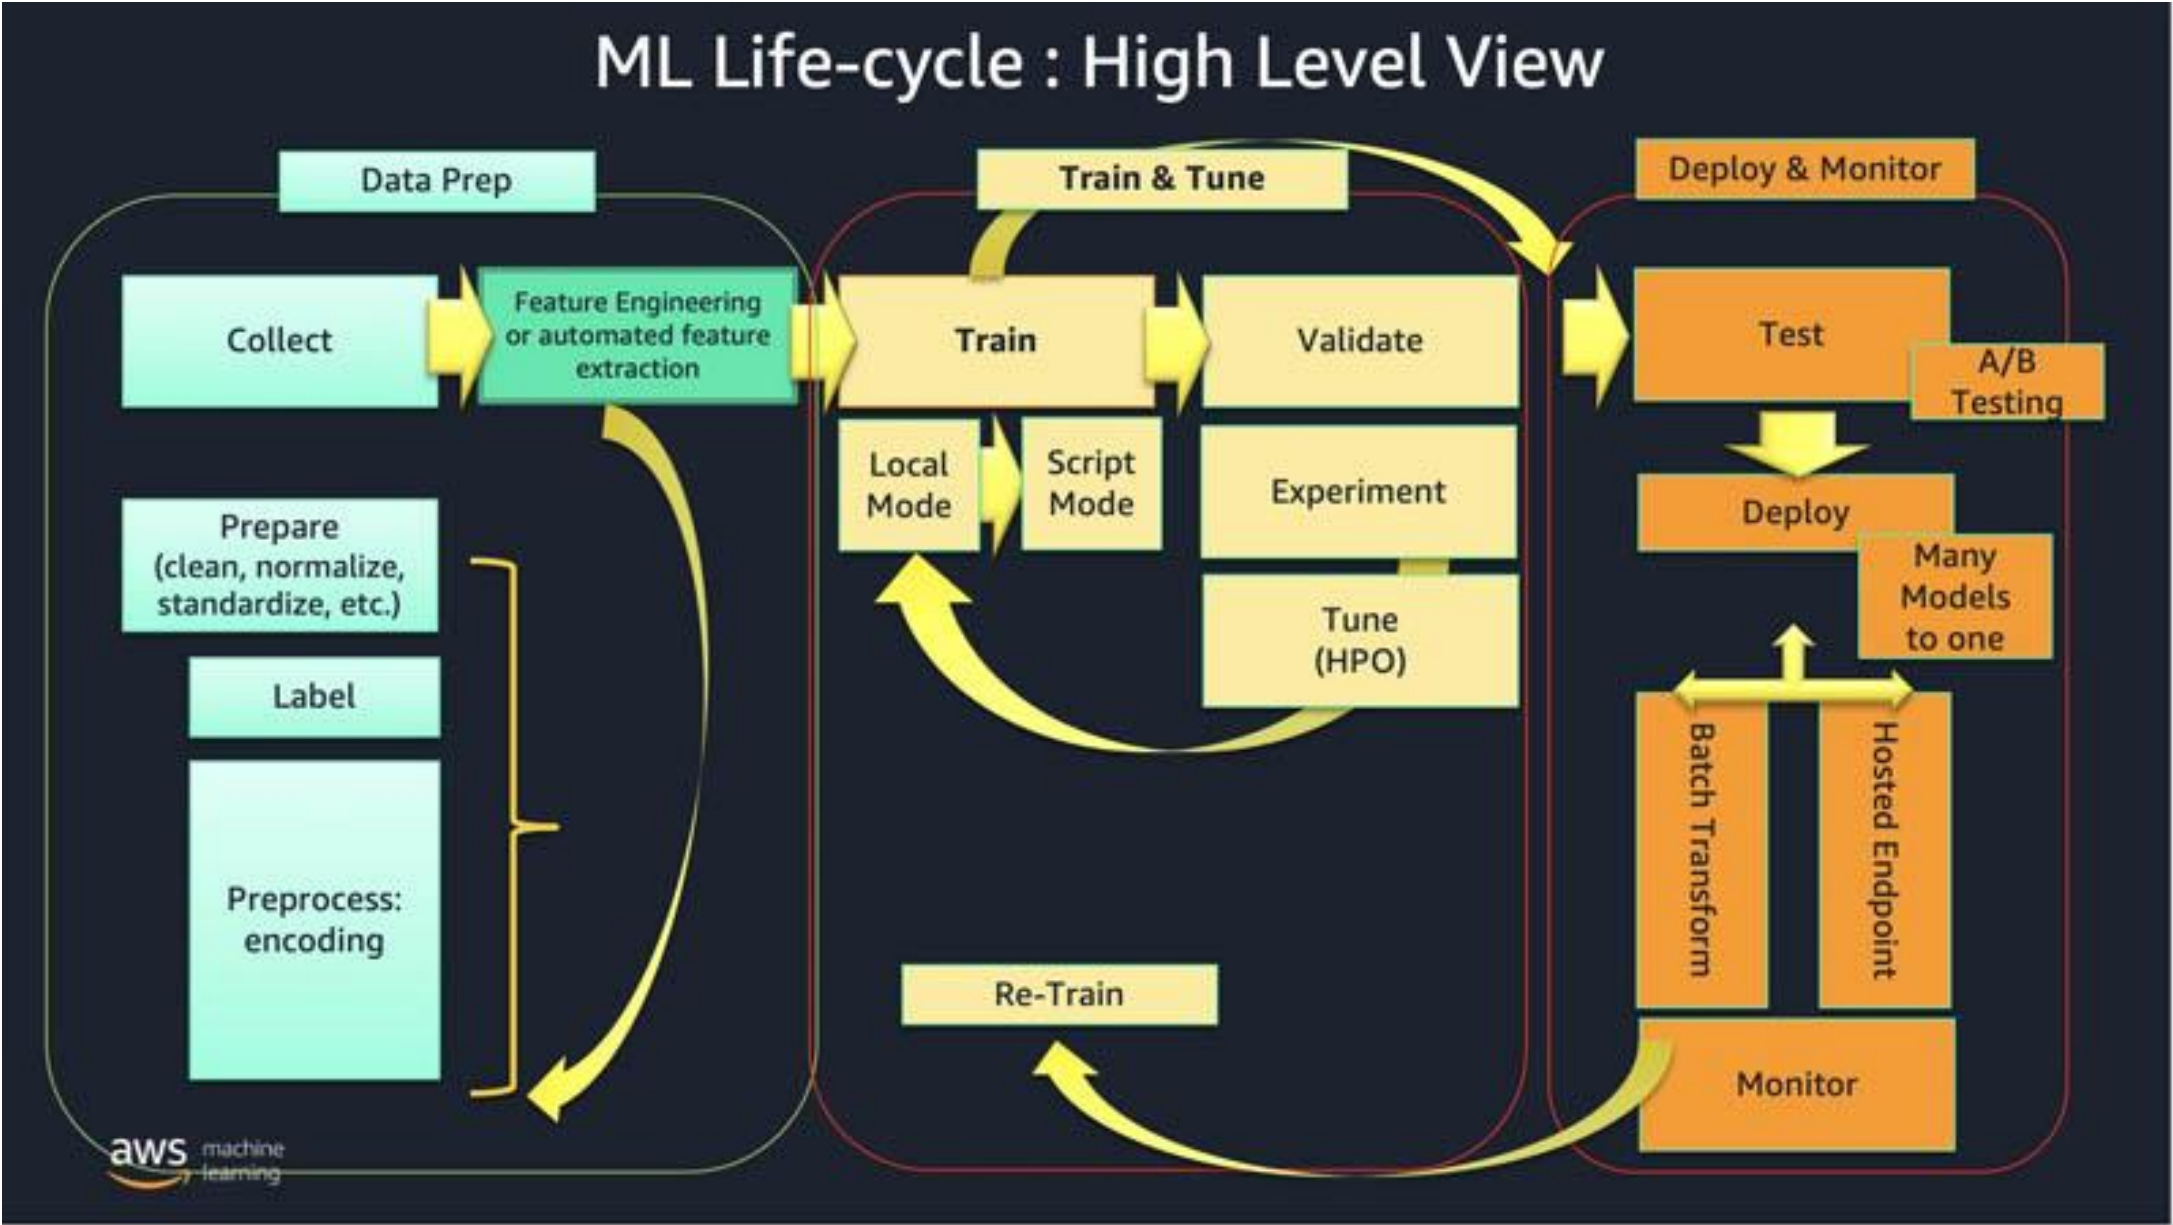 ML Life-cycle : High Level View
Data Prep
Collect
Feature Engineering
or automated feature
extraction
Prepare
(clean, normalize,
standardize, etc.)
Label
Preprocess:
encoding
Train & Tune
Train
Validate
Local
Mode
Script
Mode
Experiment
Tune
(HPO)
Re-Train
Deploy & Monitor
Test
A/B
Testing
Deploy
Many
Models
to one
Batch Transform
Hosted Endpoint
Monitor
aws machine
learning